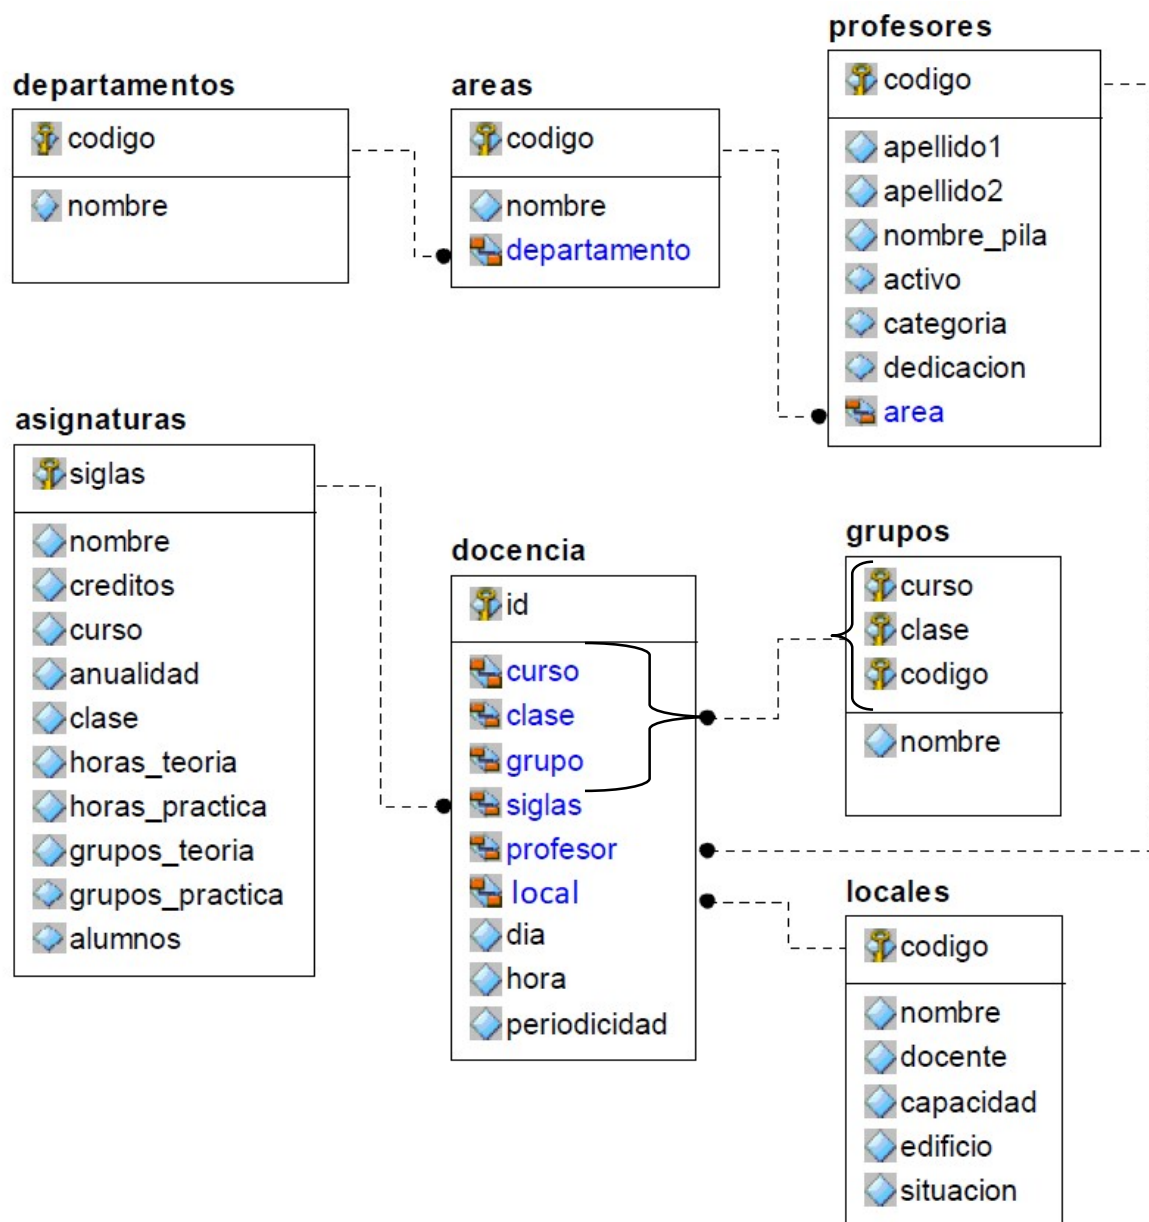 departamentos
codigo
nombre
areas
codigo
nombre
departamento
profesores
codigo
apellido1
apellido2
nombre_pila
activo
categoria
dedicacion
area
asignaturas
siglas
nombre
creditos
curso
anualidad
clase
horas_teoria
horas_practica
grupos_teoria
grupos_practica
alumnos
docencia
id
curso
clase
grupo
siglas
profesor
local
dia
hora
periodicidad
grupos
curso
clase
codigo
nombre
locales
codigo
nombre
docente
capacidad
edificio
situacion